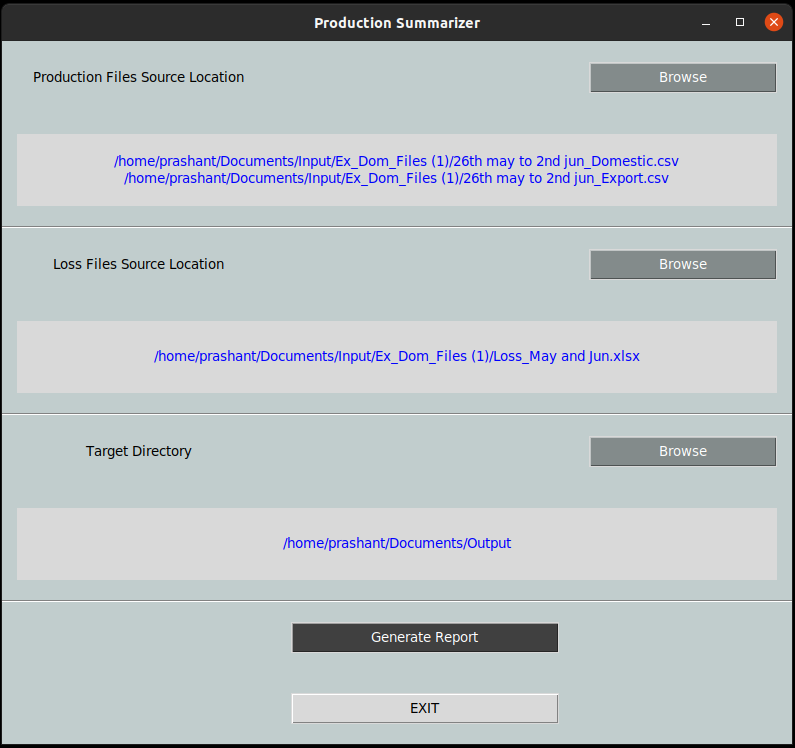 Production Summarizer
Production Files Source Location
Browse
/home/prashant/Documents/Input/Ex_Dom_Files (1)/26th may to 2nd jun_Domestic.csv
/home/prashant/Documents/Input/Ex_Dom_Files (1)/26th may to 2nd jun_Export.csv
Loss Files Source Location
Browse
/home/prashant/Documents/Input/Ex_Dom_Files (1)/Loss_May and Jun.xlsx
Target Directory
Browse
/home/prashant/Documents/Output
Generate Report
EXIT